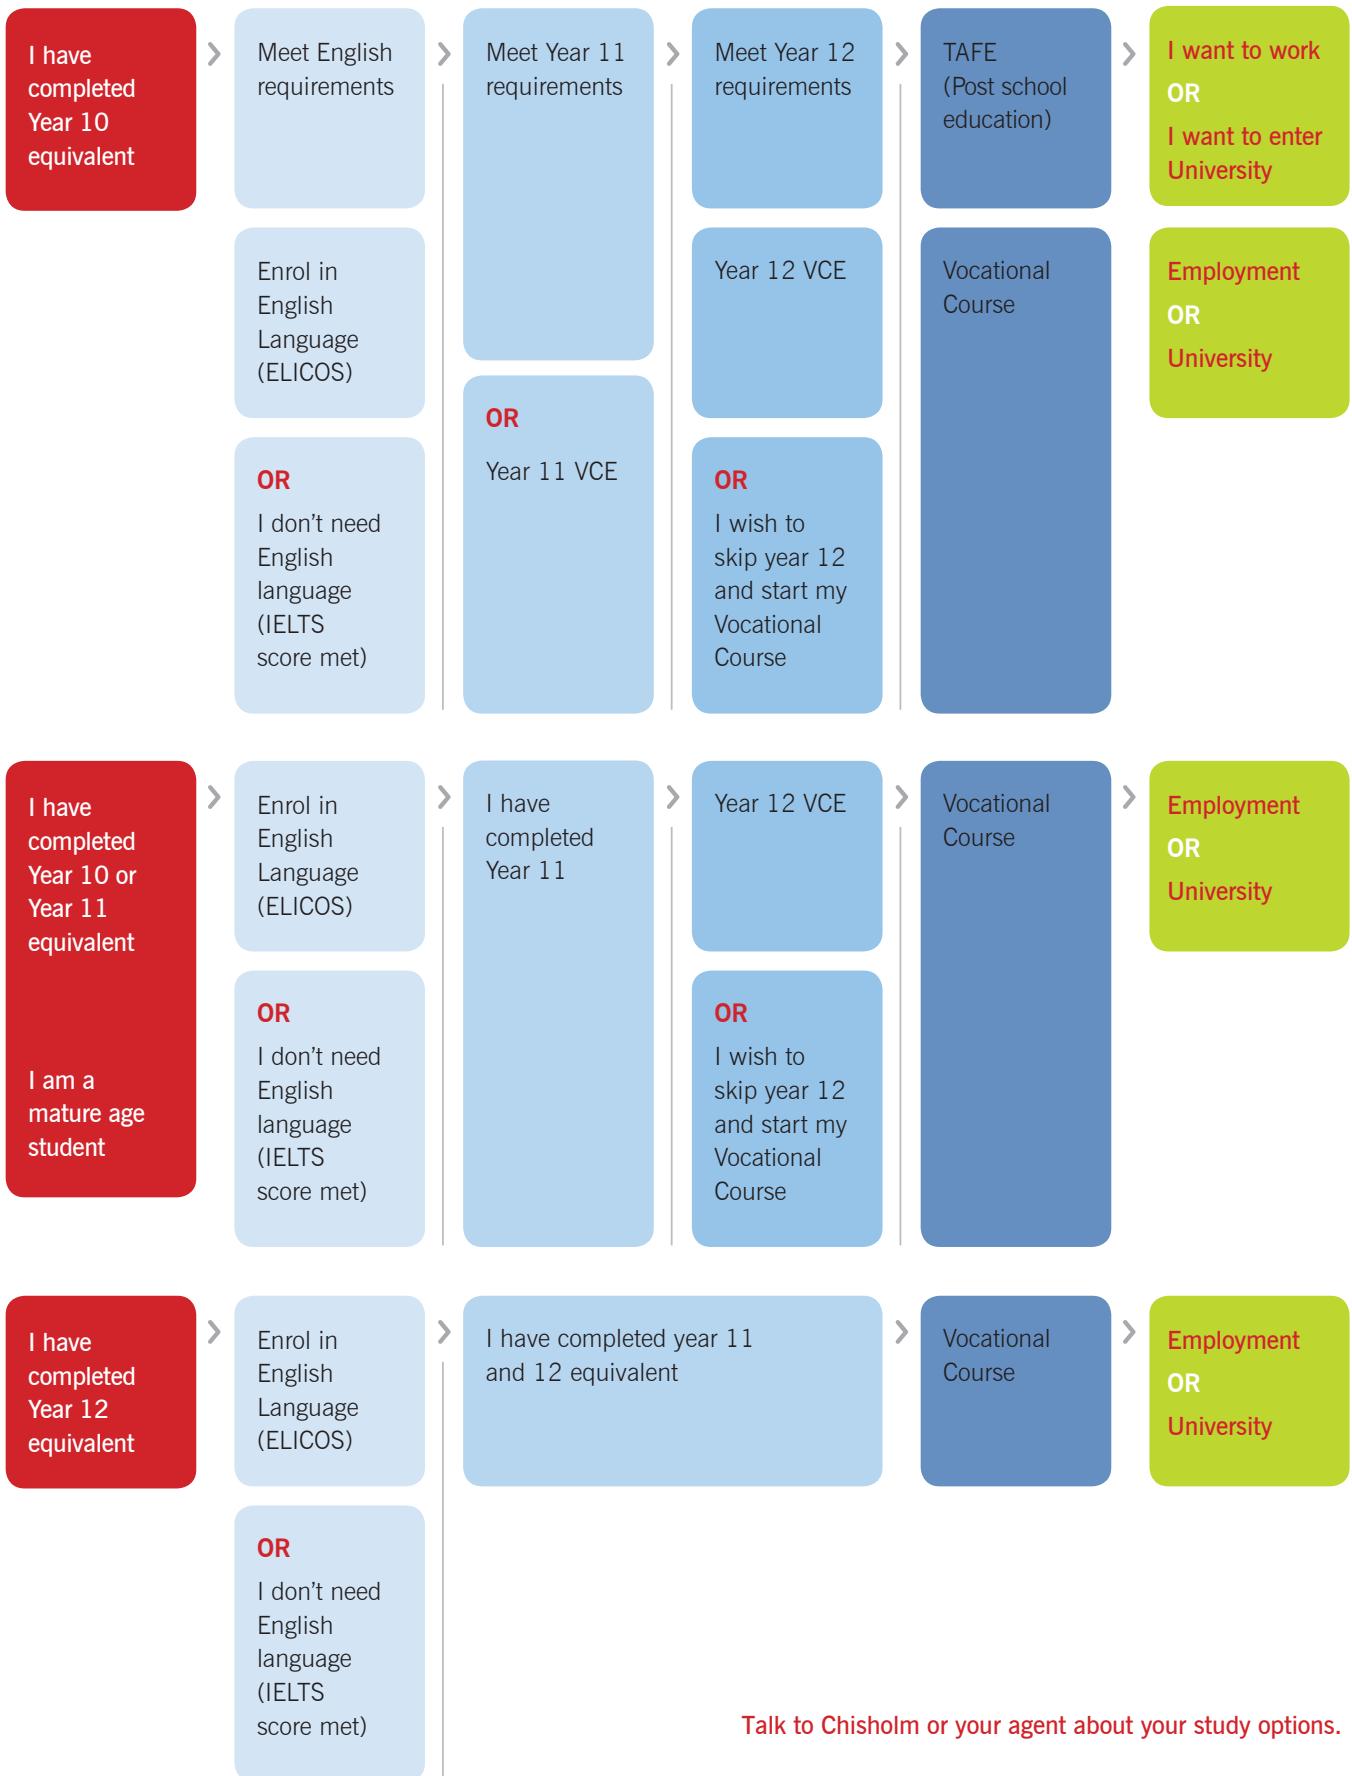 I have
completed
Year 10
equivalent
Meet English
requirements
Meet Year 11
requirements
Meet Year 12
requirements
TAFE
(Post school
education)
I want to work
OR
I want to enter
University
Enrol in
English
Language
(ELICOS)
Year 12 VCE
Vocational
Course
Employment
OR
University
OR
Year 11 VCE
OR
I don't need
English
language
(IELTS
score met)
OR
I wish to
skip year 12
and start my
Vocational
Course
I have
completed
Year 10 or
Year 11
equivalent
I am a
mature age
student
Enrol in
English
Language
(ELICOS)
I have
completed
Year 11
Year 12 VCE
Vocational
Course
Employment
OR
University
OR
I don't need
English
language
(IELTS
score met)
OR
I wish to
skip year 12
and start my
Vocational
Course
I have
completed
Year 12
equivalent
Enrol in
English
Language
(ELICOS)
I have completed year 11
and 12 equivalent
Vocational
Course
Employment
OR
University
OR
I don't need
English
language
(IELTS
score met)
Talk to Chisholm or your agent about your study options.